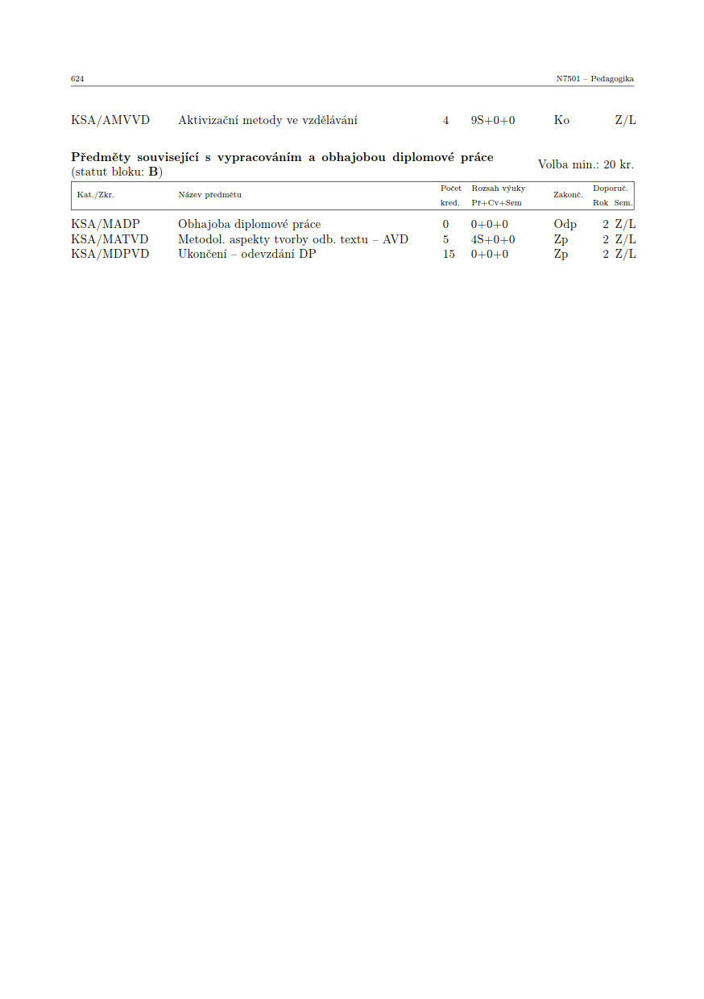 624 N7501 – Pedagogika
KSA/AMVVD Aktivizační metody ve vzdělávání 4 9S+0+0 Ko Z/L
Předměty související s vypracováním a obhajobou diplomové práce
(statut bloku: B) Volba min.: 20 kr.
Kat./Zkr. Název předmětu Počet kred. Rozsah výuky Př+Cv+Sem Zakonč. Doporuč. Rok Sem.
KSA/MADP Obhajoba diplomové práce 0 0+0+0 Odp 2 Z/L
KSA/MATVD Metodol. aspekty tvorby odb. textu – AVD 5 4S+0+0 Zp 2 Z/L
KSA/MDPVD Ukončení – odevzdání DP 15 0+0+0 Zp 2 Z/L